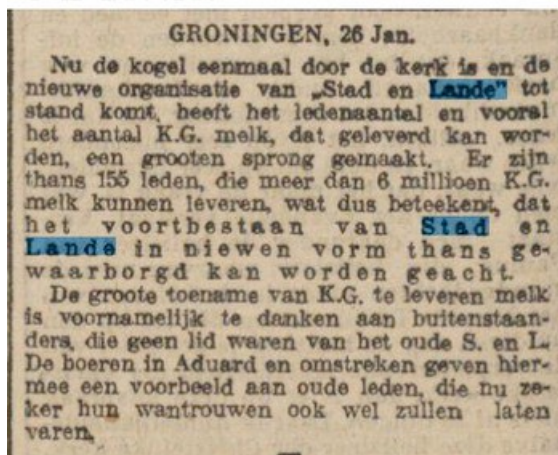 GRONINGEN, 26 Jan.
Nu de kogel eenmaal door de kerk is en de
nieuwe organisatie van „Stad en Lande” tot
stand komt, heeft het ledenaantal en vooral
het aantal K.G. melk, dat geleverd kan wor-
den, een grooten sprong gemaakt. Er zijn
thans 155 leden, die meer dan 6 millioen K.G.
melk kunnen leveren, wat dus beteekent, dat
het voortbestaan van Stad en
Lande in niewen vorm thans ge-
waarborgd kan worden geacht.
De groote toename van K.G. te leveren melk
is voornamelijk te danken aan buitenstaan-
ders, die geen lid waren van het oude S. en L.
De boeren in Aduard en omstreken geven hier-
mee een voorbeeld aan oude leden, die nu ze-
ker hun wantrouwen ook wel zullen laten
varen.